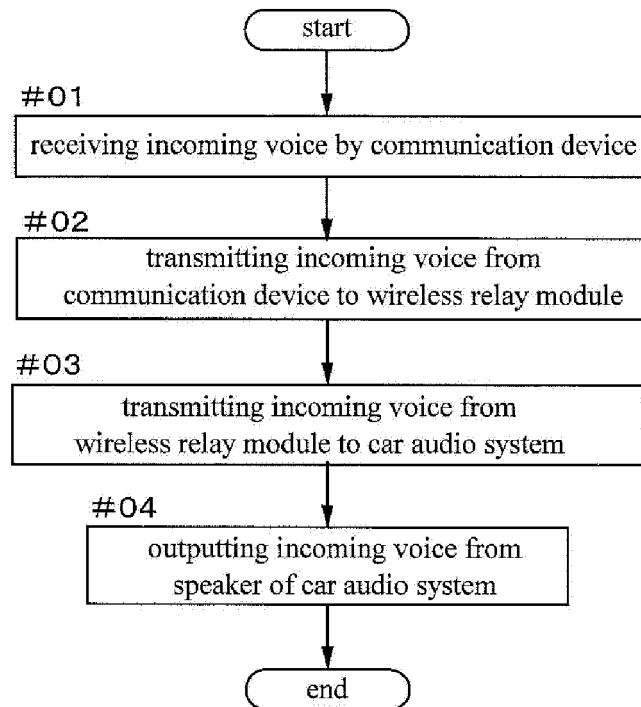 start
#01
receiving incoming voice by communication device
#02
transmitting incoming voice from
communication device to wireless relay module
#03
transmitting incoming voice from
wireless relay module to car audio system
#04
outputting incoming voice from
speaker of car audio system
end